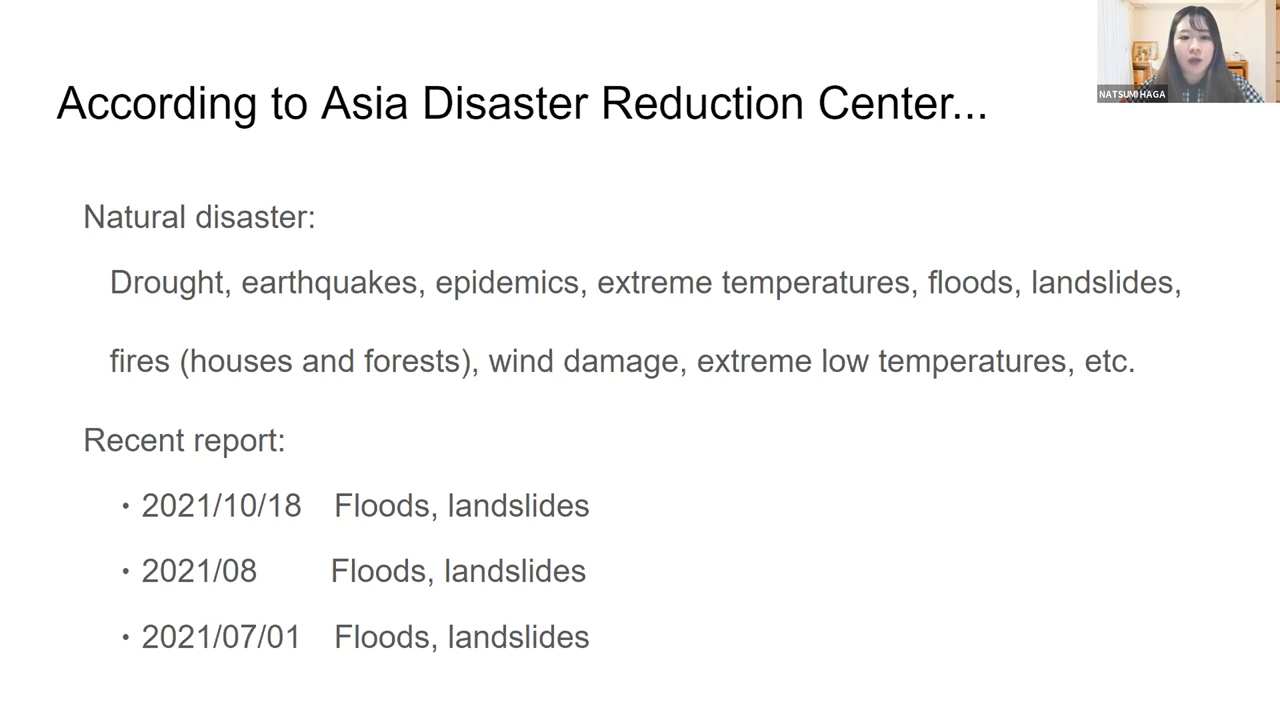 According to Asia Disaster Reduction Center...
NATSUMI HAGA
Natural disaster:
Drought, earthquakes, epidemics, extreme temperatures, floods, landslides,
fires (houses and forests), wind damage, extreme low temperatures, etc.
Recent report:
・2021/10/18 Floods, landslides
・2021/08 Floods, landslides
・2021/07/01 Floods, landslides